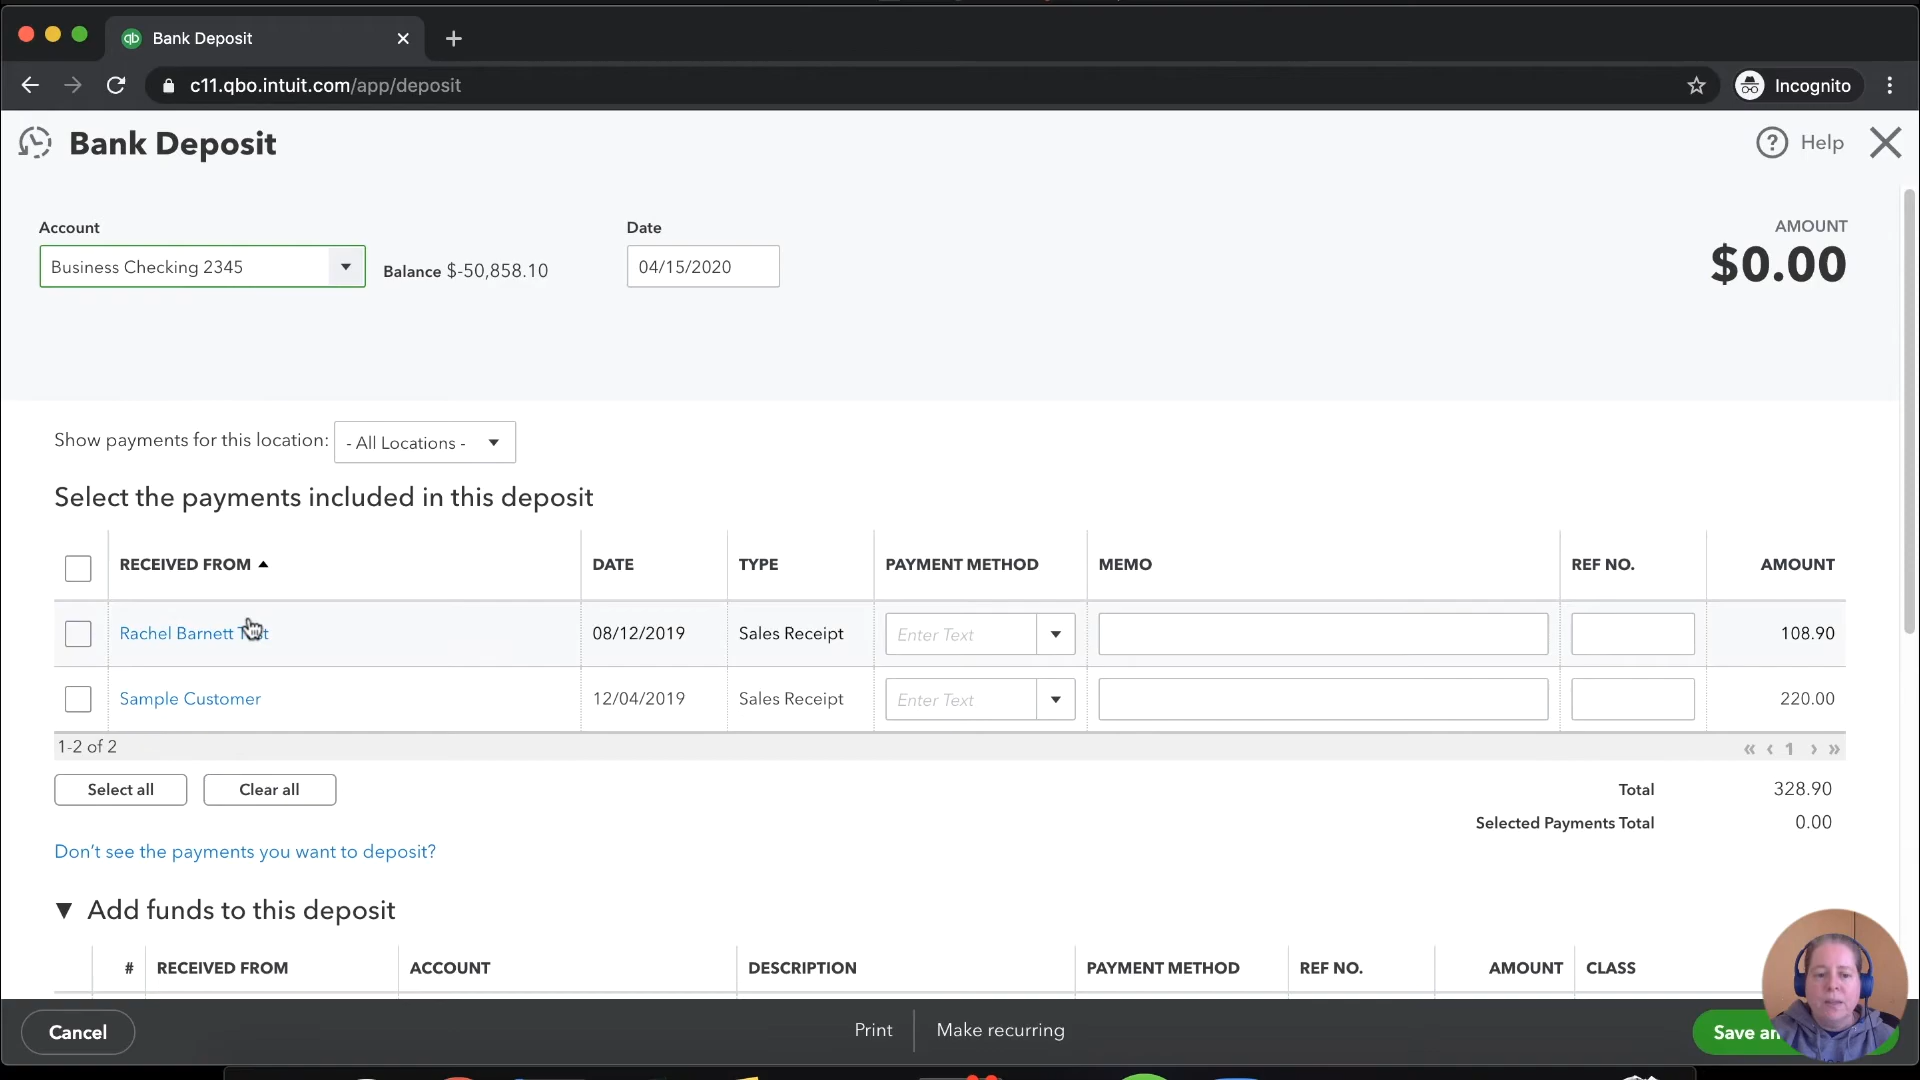 Bank Deposit
c11.qbo.intuit.com/app/deposit
Incognito
Bank Deposit
Help
Account
Date
AMOUNT
Business Checking 2345
Balance $-50,858.10
04/15/2020
$0.00
Show payments for this location:
- All Locations -
Select the payments included in this deposit
RECEIVED FROM DATE TYPE PAYMENT METHOD MEMO REF NO. AMOUNT
Rachel Barnett 08/12/2019 Sales Receipt Enter Text 108.90
Sample Customer 12/04/2019 Sales Receipt Enter Text 220.00
1-2 of 2
« ‹ 1 › »
Select all
Clear all
Total 328.90
Selected Payments Total 0.00
Don't see the payments you want to deposit?
Add funds to this deposit
# RECEIVED FROM ACCOUNT DESCRIPTION PAYMENT METHOD REF NO. AMOUNT CLASS
Cancel
Print
Make recurring
Save